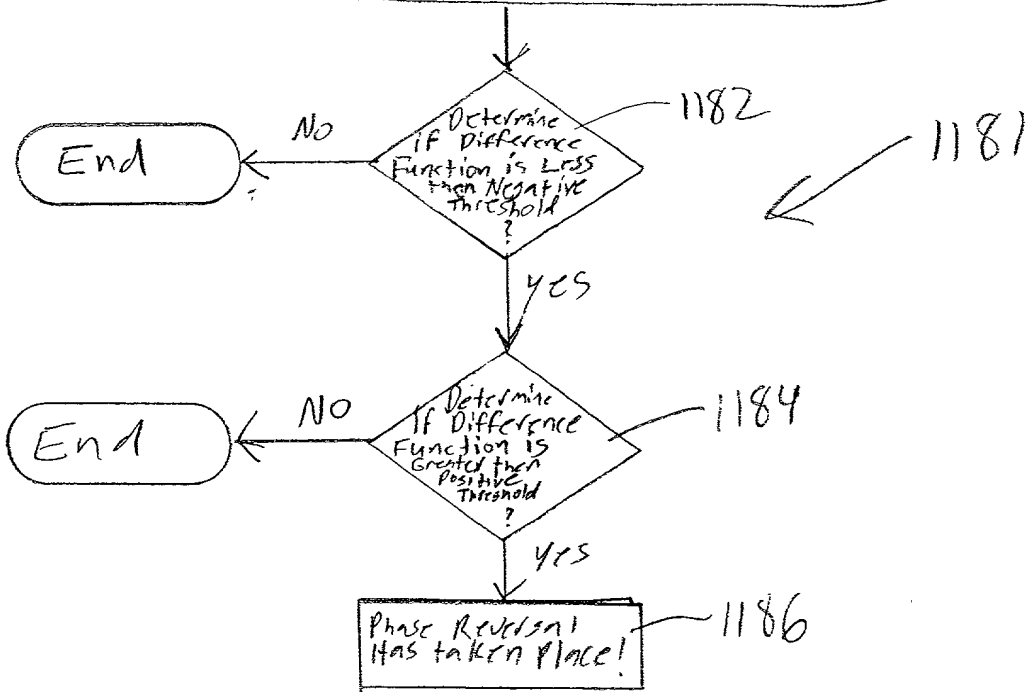 1182
1181
Determine
if Difference
Function is Less
then Negative
Threshold
?
No
End
yes
Determine
If Difference
Function is
Greater then
Positive
Threshold
?
1184
NO
End
yes
Phase Reversal
Has taken Place!
1186